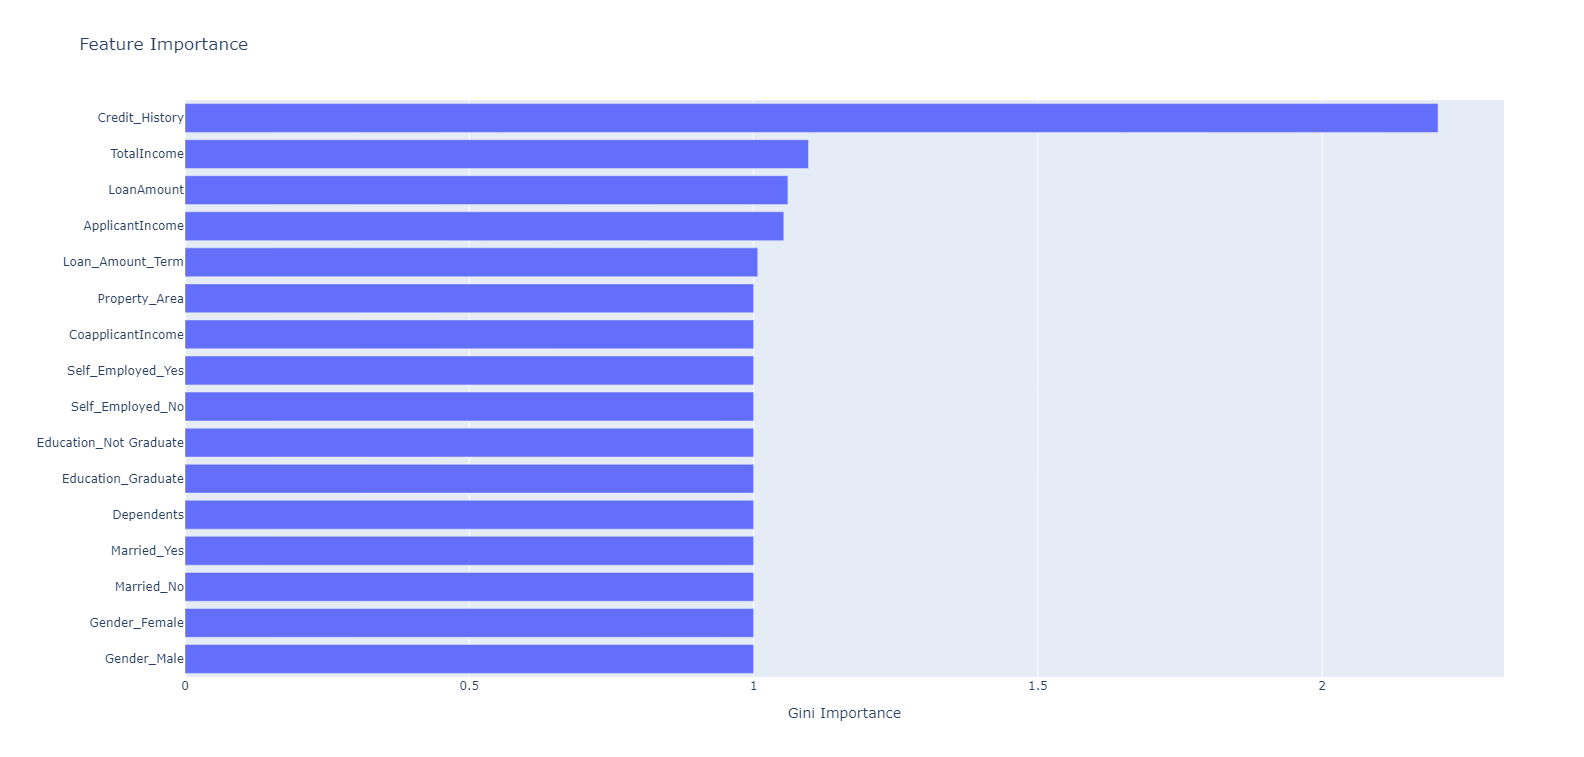 Feature Importance
Credit_History
TotalIncome
LoanAmount
ApplicantIncome
Loan_Amount_Term
Property_Area
CoapplicantIncome
Self_Employed_Yes
Self_Employed_No
Education_Not Graduate
Education_Graduate
Dependents
Married_Yes
Married_No
Gender_Female
Gender_Male
0 0.5 1 1.5 2
Gini Importance